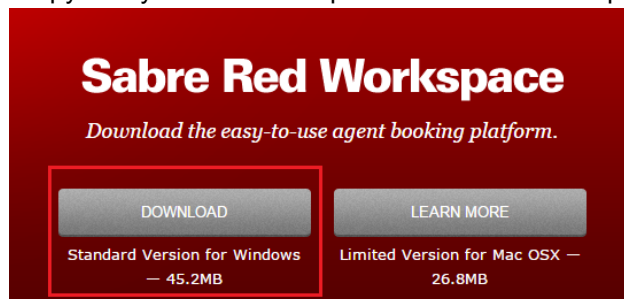 Sabre Red Workspace
Download the easy-to-use agent booking platform.
DOWNLOAD
Standard Version for Windows
— 45.2MB
LEARN MORE
Limited Version for Mac OSX —
26.8MB